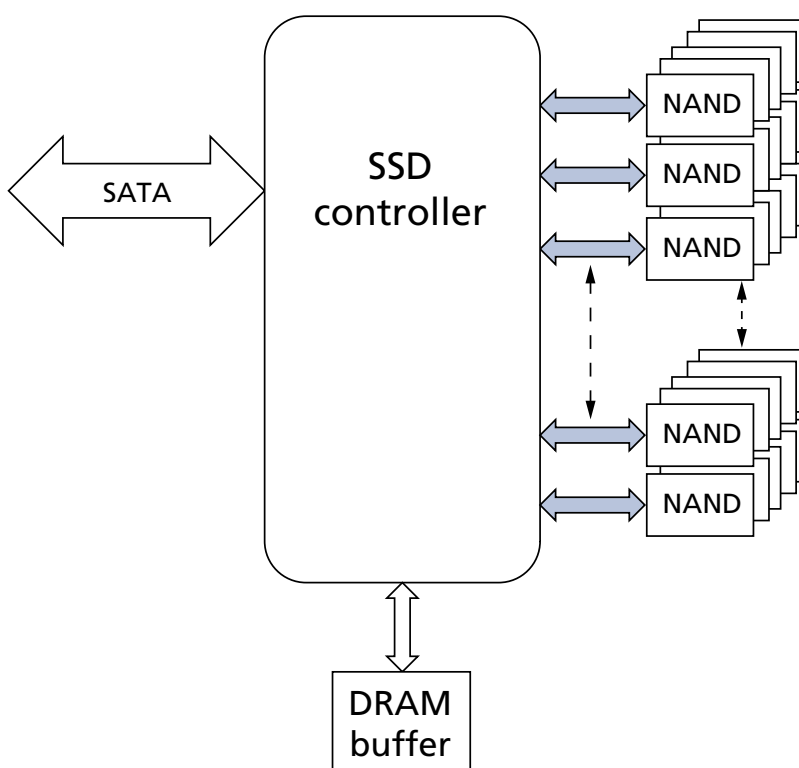 SATA
SSD
controller
NAND
NAND
NAND
NAND
NAND
DRAM
buffer